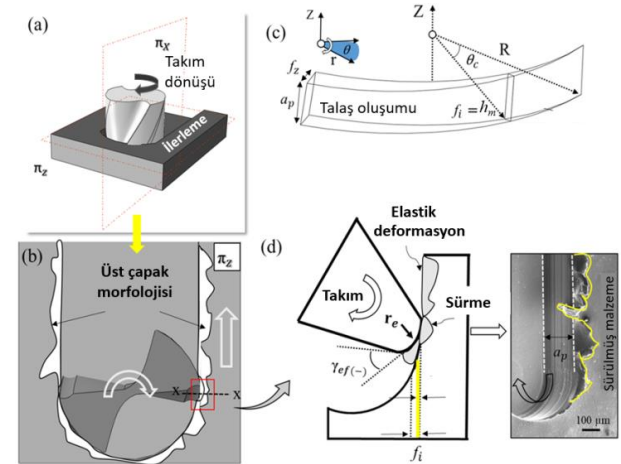 (a)
πX
Takım
dönüşü
İlerleme
πz
(b)
πz
Üst çapak
morfolojisi
x
x
(c)
Z
θ
r
Z
R
θc
fz
ap
Talaş oluşumu
fi = hm
(d)
Elastik
deformasyon
Takım
Sürme
re
γef(−)
fi
ap
Sürülmüş malzeme
100 µm